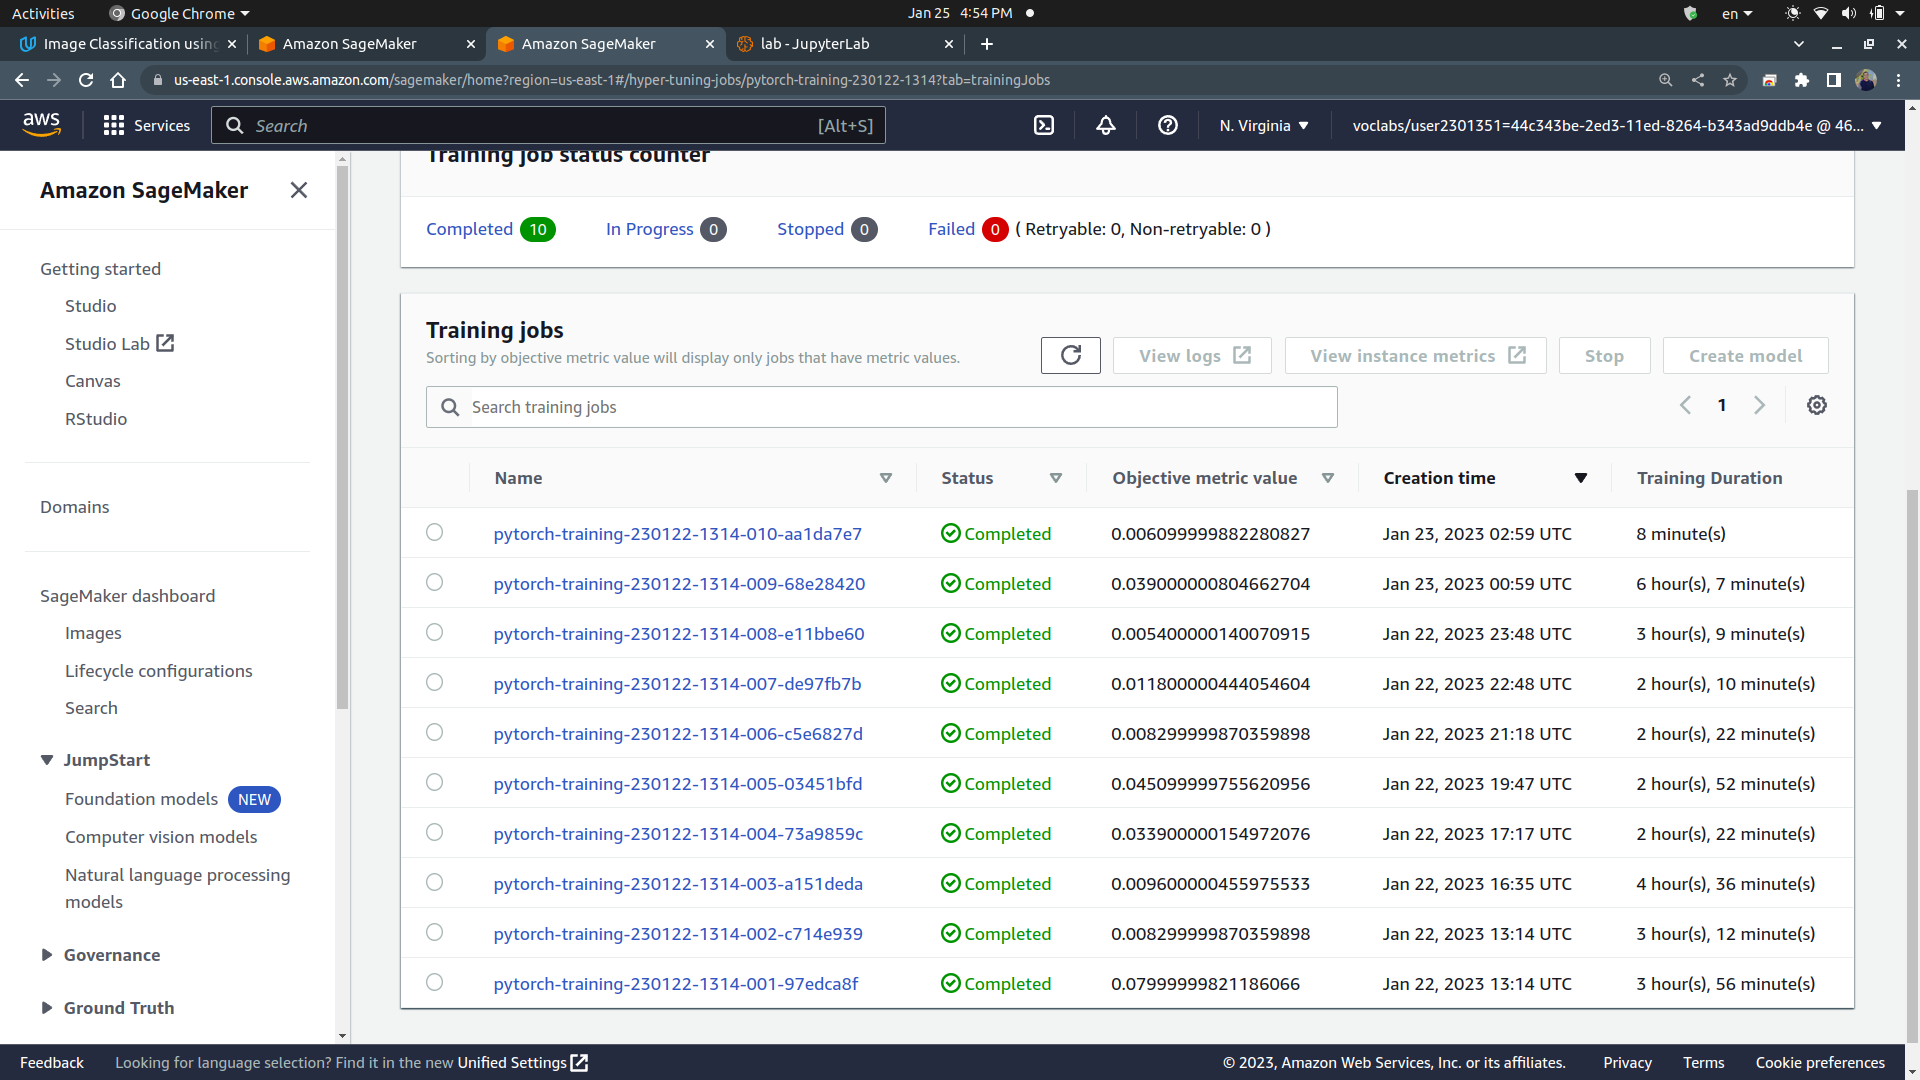 Activities Google Chrome Jan 25 4:54 PM en
Image Classification using Amazon SageMaker Amazon SageMaker lab - JupyterLab
us-east-1.console.aws.amazon.com/sagemaker/home?region=us-east-1#/hyper-tuning-jobs/pytorch-training-230122-1314?tab=trainingJobs
aws Services Search [Alt+S] N. Virginia voclabs/user2301351=44c343be-2ed3-11ed-8264-b343ad9ddb4e @ 46...
Amazon SageMaker
Getting started
Studio
Studio Lab
Canvas
RStudio
Domains
SageMaker dashboard
Images
Lifecycle configurations
Search
JumpStart
Foundation models NEW
Computer vision models
Natural language processing
models
Governance
Ground Truth
Training job status counter
Completed 10 In Progress 0 Stopped 0 Failed 0 ( Retryable: 0, Non-retryable: 0 )
Training jobs
Sorting by objective metric value will display only jobs that have metric values.
View logs View instance metrics Stop Create model
Search training jobs 1
Name Status Objective metric value Creation time Training Duration
pytorch-training-230122-1314-010-aa1da7e7 Completed 0.006099999882280827 Jan 23, 2023 02:59 UTC 8 minute(s)
pytorch-training-230122-1314-009-68e28420 Completed 0.039000000804662704 Jan 23, 2023 00:59 UTC 6 hour(s), 7 minute(s)
pytorch-training-230122-1314-008-e11bbe60 Completed 0.005400000140070915 Jan 22, 2023 23:48 UTC 3 hour(s), 9 minute(s)
pytorch-training-230122-1314-007-de97fb7b Completed 0.011800000444054604 Jan 22, 2023 22:48 UTC 2 hour(s), 10 minute(s)
pytorch-training-230122-1314-006-c5e6827d Completed 0.008299999870359898 Jan 22, 2023 21:18 UTC 2 hour(s), 22 minute(s)
pytorch-training-230122-1314-005-03451bfd Completed 0.045099999755620956 Jan 22, 2023 19:47 UTC 2 hour(s), 52 minute(s)
pytorch-training-230122-1314-004-73a9859c Completed 0.033900000154972076 Jan 22, 2023 17:17 UTC 2 hour(s), 22 minute(s)
pytorch-training-230122-1314-003-a151deda Completed 0.009600000455975533 Jan 22, 2023 16:35 UTC 4 hour(s), 36 minute(s)
pytorch-training-230122-1314-002-c714e939 Completed 0.008299999870359898 Jan 22, 2023 13:14 UTC 3 hour(s), 12 minute(s)
pytorch-training-230122-1314-001-97edca8f Completed 0.07999999821186066 Jan 22, 2023 13:14 UTC 3 hour(s), 56 minute(s)
Feedback Looking for language selection? Find it in the new Unified Settings © 2023, Amazon Web Services, Inc. or its affiliates. Privacy Terms Cookie preferences